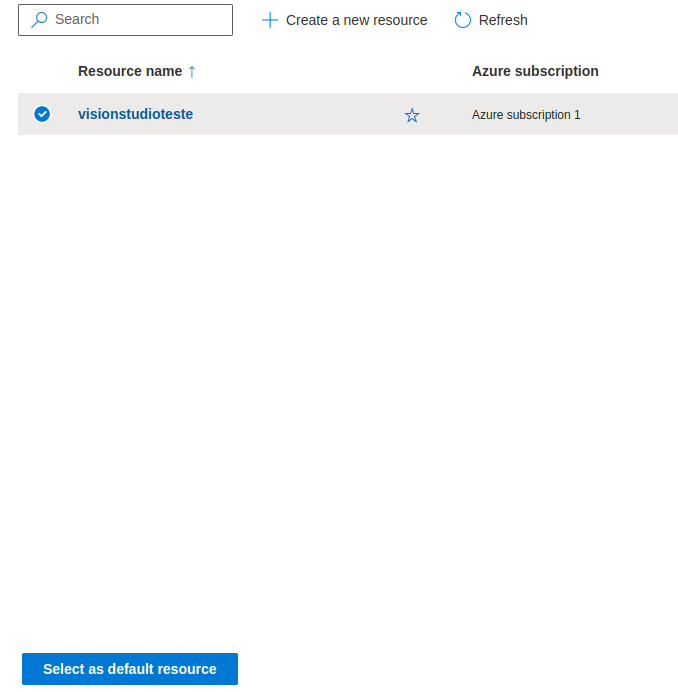 Search
Create a new resource
Refresh
Resource name ↑
Azure subscription
visionstudioteste
Azure subscription 1
Select as default resource